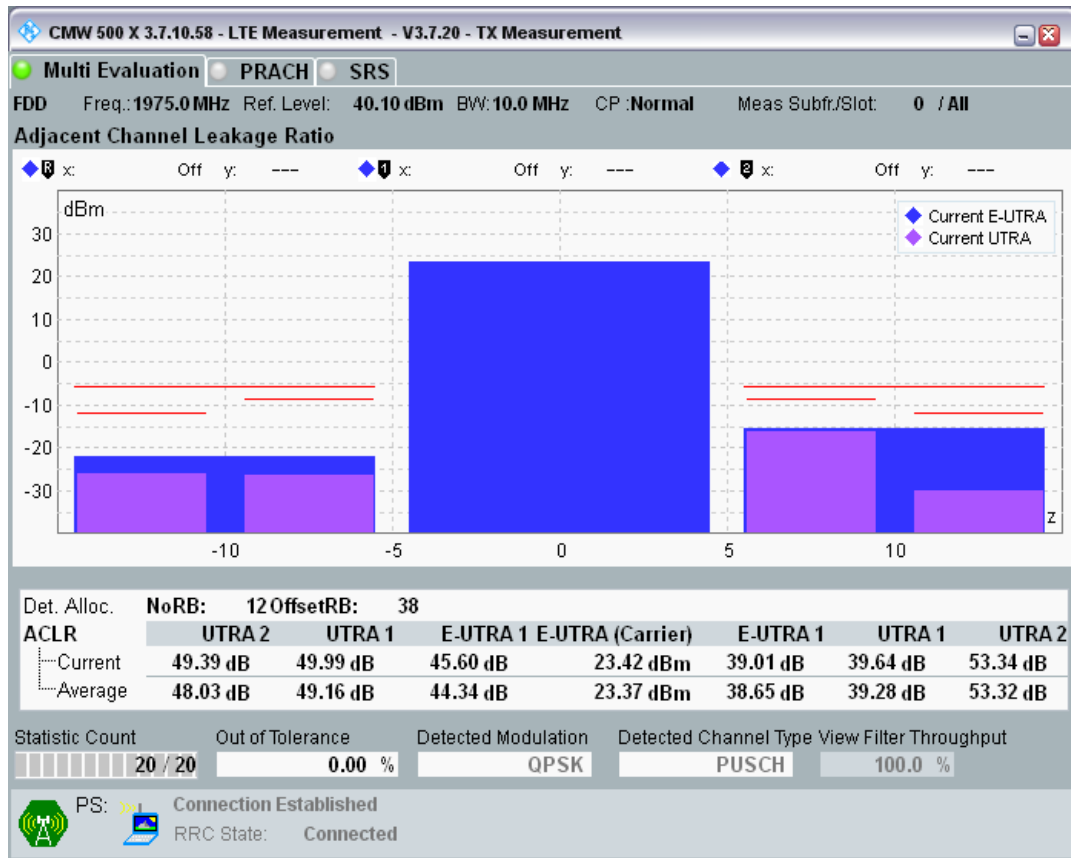 CMW 500 X 3.7.10.58 - LTE Measurement - V3.7.20 - TX Measurement
Multi Evaluation PRACH SRS
FDD Freq.:1975.0 MHz Ref. Level: 40.10 dBm BW:10.0 MHz CP :Normal Meas Subfr./Slot: 0 / All
Adjacent Channel Leakage Ratio
R x: Off y: --- 1 x: Off y: --- 2 x: Off y: ---
dBm
Current E-UTRA
Current UTRA
30
20
10
0
-10
-20
-30
z
-10 -5 0 5 10
Det. Alloc. NoRB: 12 OffsetRB: 38
ACLR UTRA 2 UTRA 1 E-UTRA 1 E-UTRA (Carrier) E-UTRA 1 UTRA 1 UTRA 2
Current 49.39 dB 49.99 dB 45.60 dB 23.42 dBm 39.01 dB 39.64 dB 53.34 dB
Average 48.03 dB 49.16 dB 44.34 dB 23.37 dBm 38.65 dB 39.28 dB 53.32 dB
Statistic Count Out of Tolerance Detected Modulation Detected Channel Type View Filter Throughput
20 / 20 0.00 % QPSK PUSCH 100.0 %
PS: Connection Established
RRC State: Connected